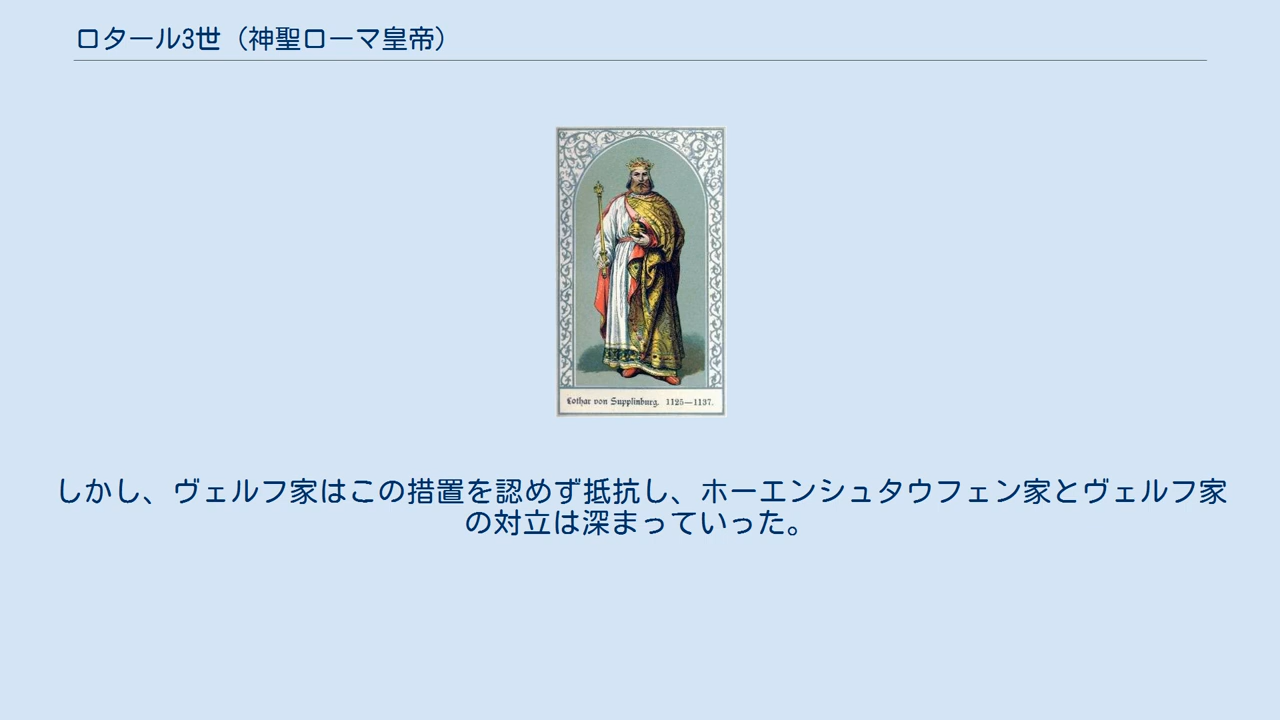 ロタール3世（神聖ローマ皇帝）
Lothar von Supplinburg. 1125—1137.
しかし、ヴェルフ家はこの措置を認めず抵抗し、ホーエンシュタウフェン家とヴェルフ家
の対立は深まっていった。